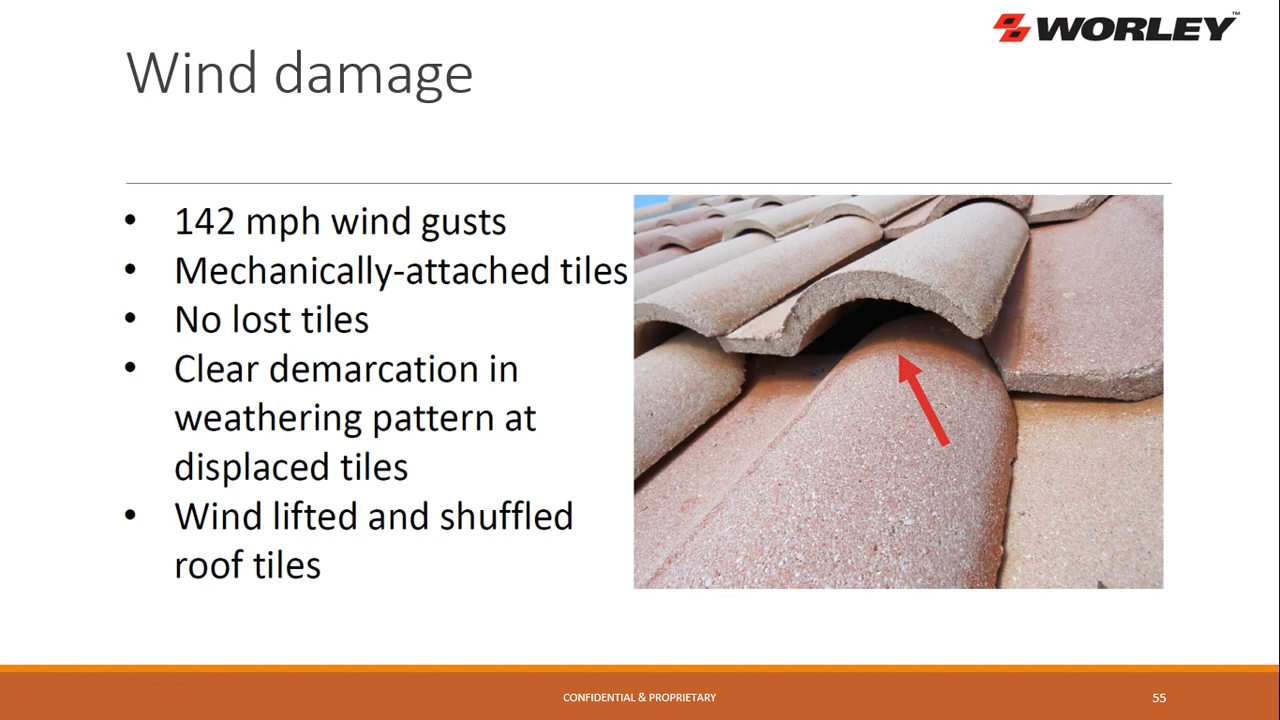 WORLEY™
Wind damage
• 142 mph wind gusts
• Mechanically-attached tiles
• No lost tiles
• Clear demarcation in
weathering pattern at
displaced tiles
• Wind lifted and shuffled
roof tiles
CONFIDENTIAL & PROPRIETARY
55